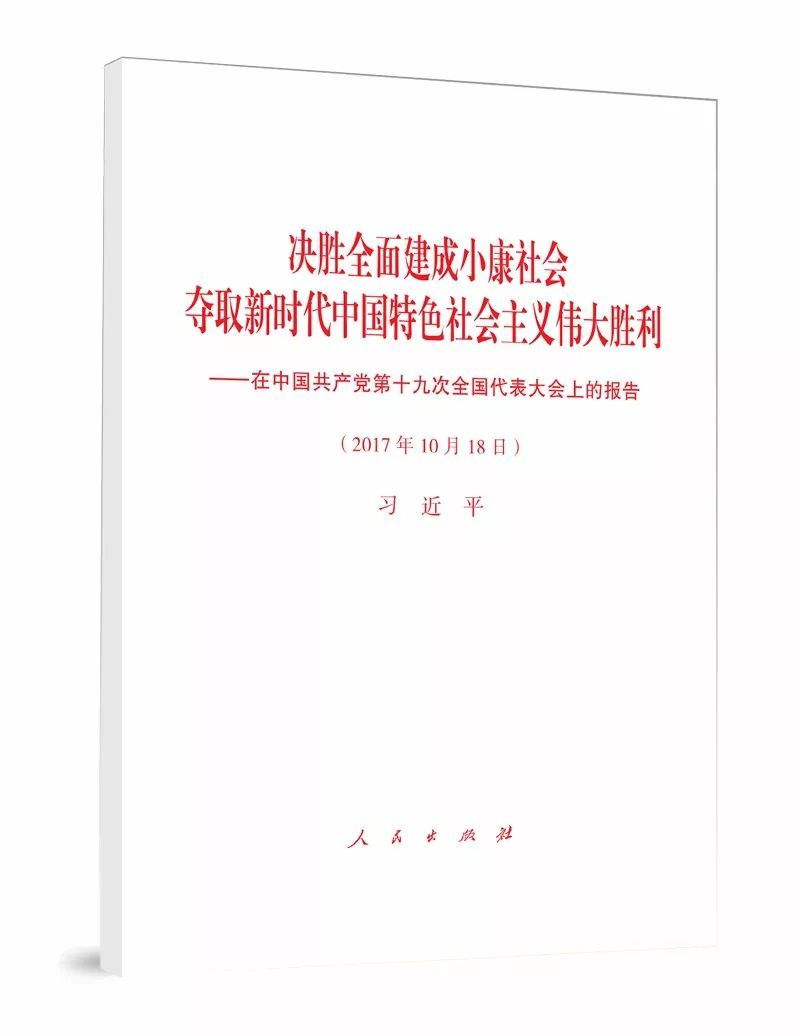 决胜全面建成小康社会
夺取新时代中国特色社会主义伟大胜利
——在中国共产党第十九次全国代表大会上的报告
（2017年10月18日）
习近平
人民出版社